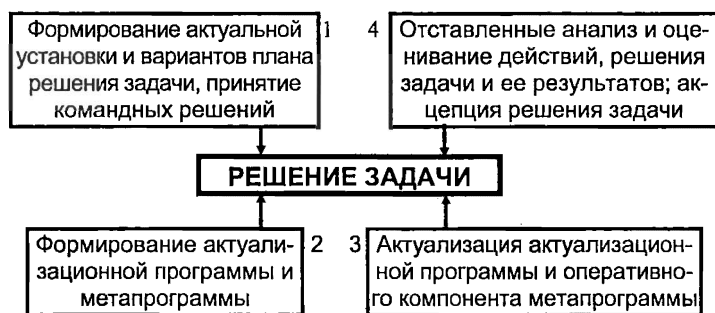 Формирование актуальной
установки и вариантов плана
решения задачи, принятие
командных решений
1
4
Отставленные анализ и оце-
нивание действий, решения
задачи и ее результатов; ак-
цепция решения задачи
РЕШЕНИЕ ЗАДАЧИ
Формирование актуали-
зационной программы и
метапрограммы
2
3
Актуализация актуализацион-
ной программы и оперативно-
го компонента метапрограммы